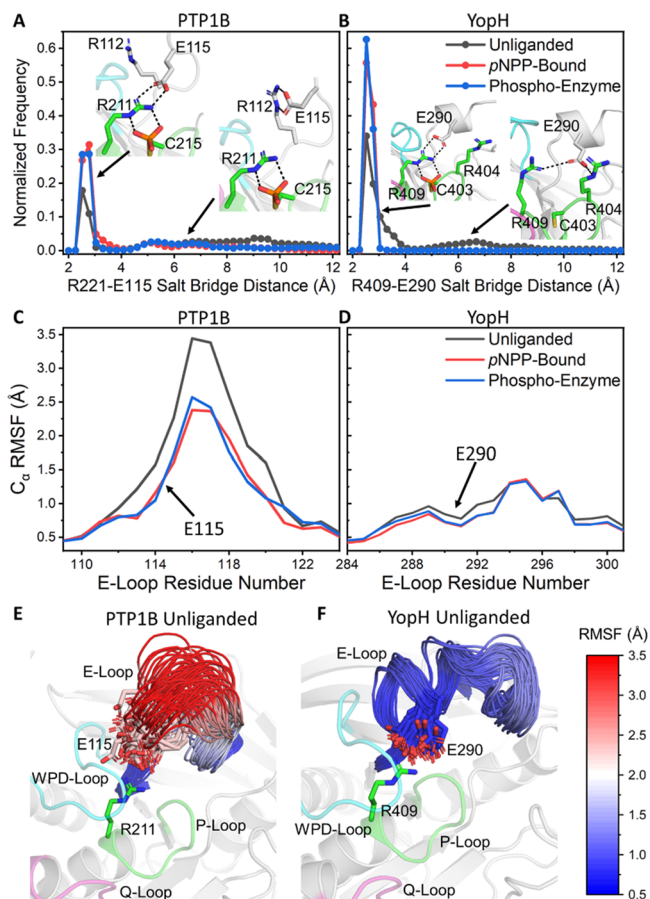 A PTP1B
B YopH
Normalized Frequency
0.6
0.5
0.4
0.3
0.2
0.1
0.0
R112
E115
R211
C215
R112
E115
R211
C215
2 4 6 8 10 12
R221-E115 Salt Bridge Distance (Å)
Unliganded
pNPP-Bound
Phospho-Enzyme
E290
R404
R409 C403
E290
R404
R409 C403
2 4 6 8 10 12
R409-E290 Salt Bridge Distance (Å)
C PTP1B
D YopH
Cα RMSF (Å)
3.5
3.0
2.5
2.0
1.5
1.0
0.5
E115
110 114 118 122
E-Loop Residue Number
Unliganded
pNPP-Bound
Phospho-Enzyme
E290
284 288 292 296 300
E-Loop Residue Number
E PTP1B Unliganded
E-Loop
E115
WPD-Loop
R211
P-Loop
Q-Loop
F YopH Unliganded
E-Loop
E290
WPD-Loop
R409
P-Loop
Q-Loop
RMSF (Å)
3.5
3.0
2.5
2.0
1.5
1.0
0.5